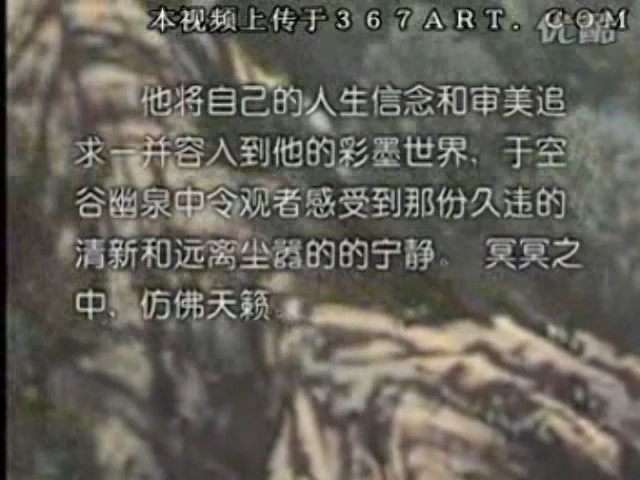 本视频上传于３６７ART．COM
优酷
他将自己的人生信念和审美追
求一并容入到他的彩墨世界、于空
谷幽泉中令观者感受到那份久违的
清新和远离尘嚣的的宁静。 冥冥之
中、仿佛天籁。